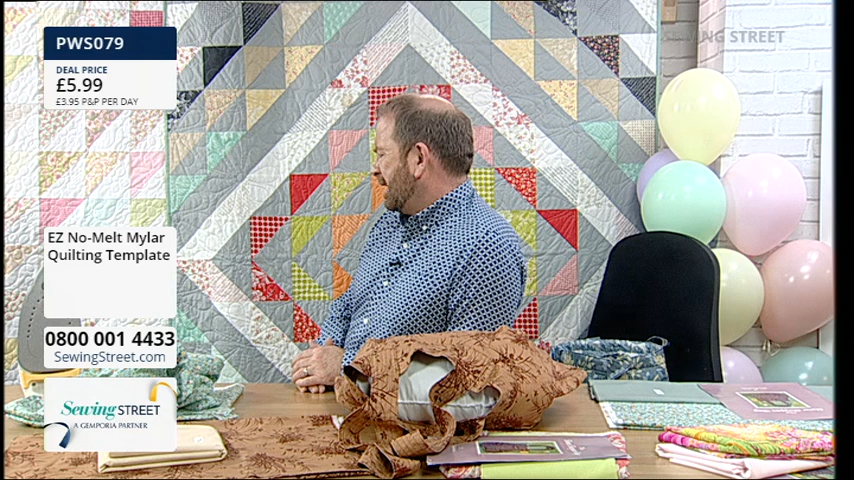 PWS079
DEAL PRICE
£5.99
£3.95 P&P PER DAY
SEWING STREET
EZ No-Melt Mylar
Quilting Template
0800 001 4433
SewingStreet.com
Sewing STREET
A GEMPORIA PARTNER